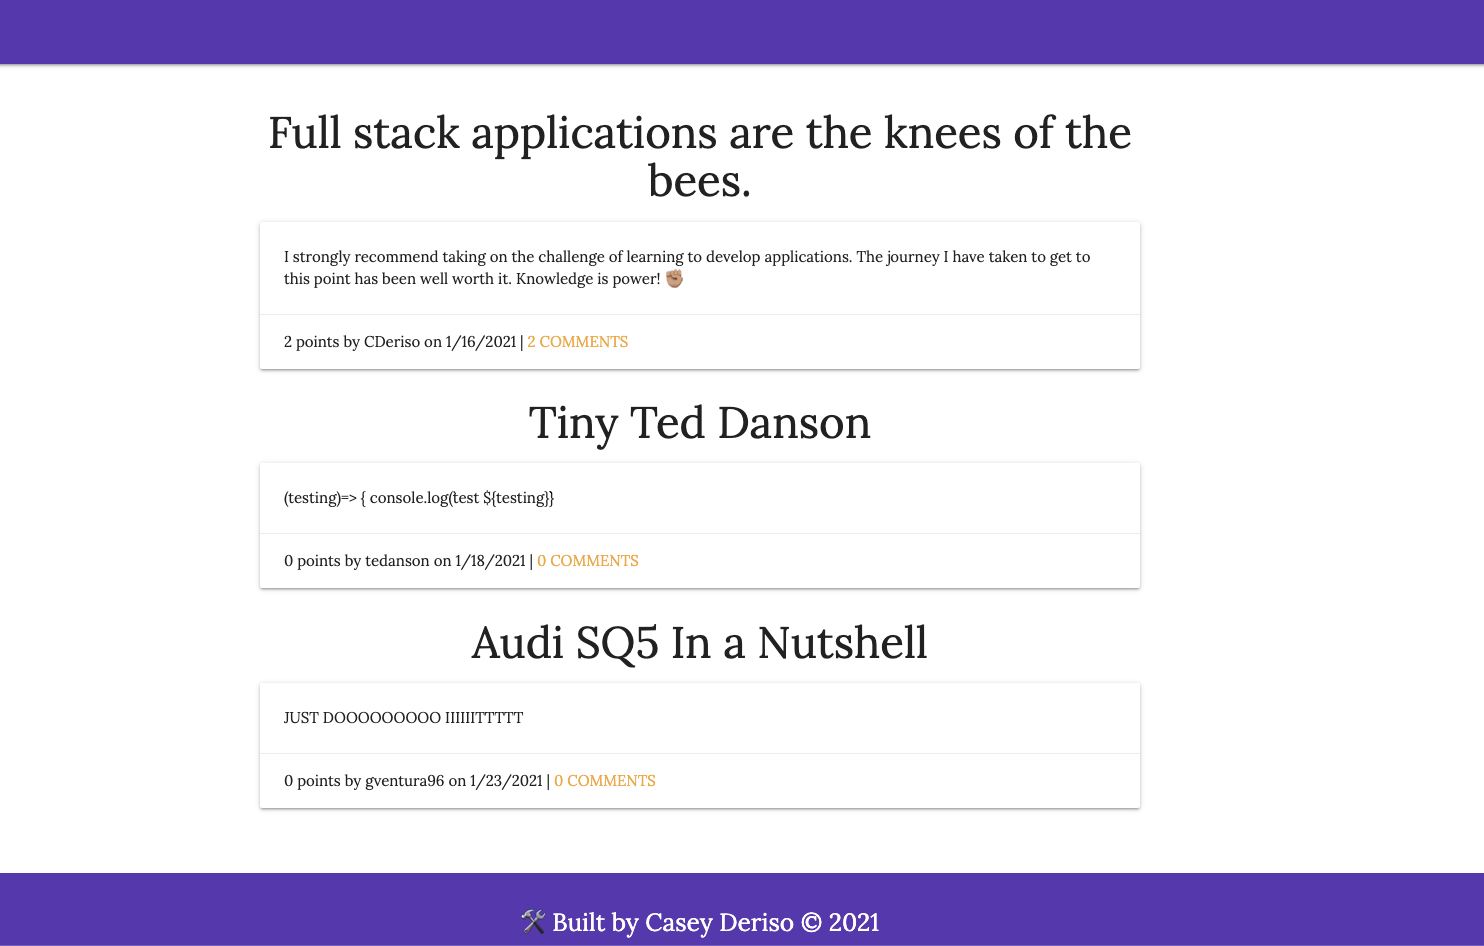 Full stack applications are the knees of the
bees.
I strongly recommend taking on the challenge of learning to develop applications. The journey I have taken to get to
this point has been well worth it. Knowledge is power! ✊🏽
2 points by CDeriso on 1/16/2021 | 2 COMMENTS
Tiny Ted Danson
(testing)=> { console.log(`test ${testing}`}
0 points by tedanson on 1/18/2021 | 0 COMMENTS
Audi SQ5 In a Nutshell
JUST DOOOOOOOOO IIIIIITTTTT
0 points by gventura96 on 1/23/2021 | 0 COMMENTS
🛠️ Built by Casey Deriso © 2021